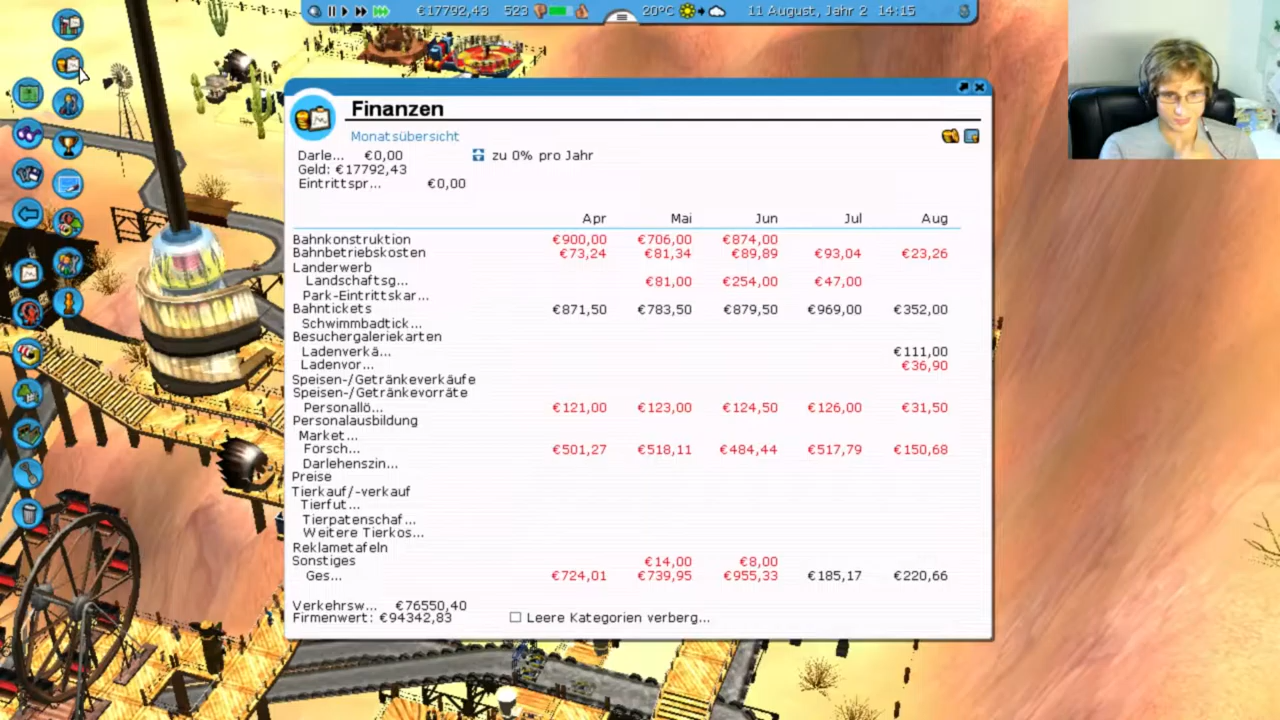 €17792,43 523 20°C 11 August, Jahr 2 14:15
Finanzen
Monatsübersicht
Darle... €0,00 zu 0% pro Jahr
Geld: €17792,43
Eintrittspr... €0,00
Apr Mai Jun Jul Aug
Bahnkonstruktion €900,00 €706,00 €874,00
Bahnbetriebskosten €73,24 €81,34 €89,89 €93,04 €23,26
Landerwerb
Landschaftsg... €81,00 €254,00 €47,00
Park-Eintrittskar...
Bahntickets €871,50 €783,50 €879,50 €969,00 €352,00
Schwimmbadtick...
Besuchergaleriekarten
Ladenverkä... €111,00
Ladenvor... €36,90
Speisen-/Getränkeverkäufe
Speisen-/Getränkevorräte
Personallö... €121,00 €123,00 €124,50 €126,00 €31,50
Personalausbildung
Market...
Forsch... €501,27 €518,11 €484,44 €517,79 €150,68
Darlehenszin...
Preise
Tierkauf/-verkauf
Tierfut...
Tierpatenschaf...
Weitere Tierkos...
Reklametafeln
Sonstiges €14,00 €8,00
Ges... €724,01 €739,95 €955,33 €185,17 €220,66
Verkehrsw... €76550,40
Firmenwert: €94342,83 Leere Kategorien verberg...